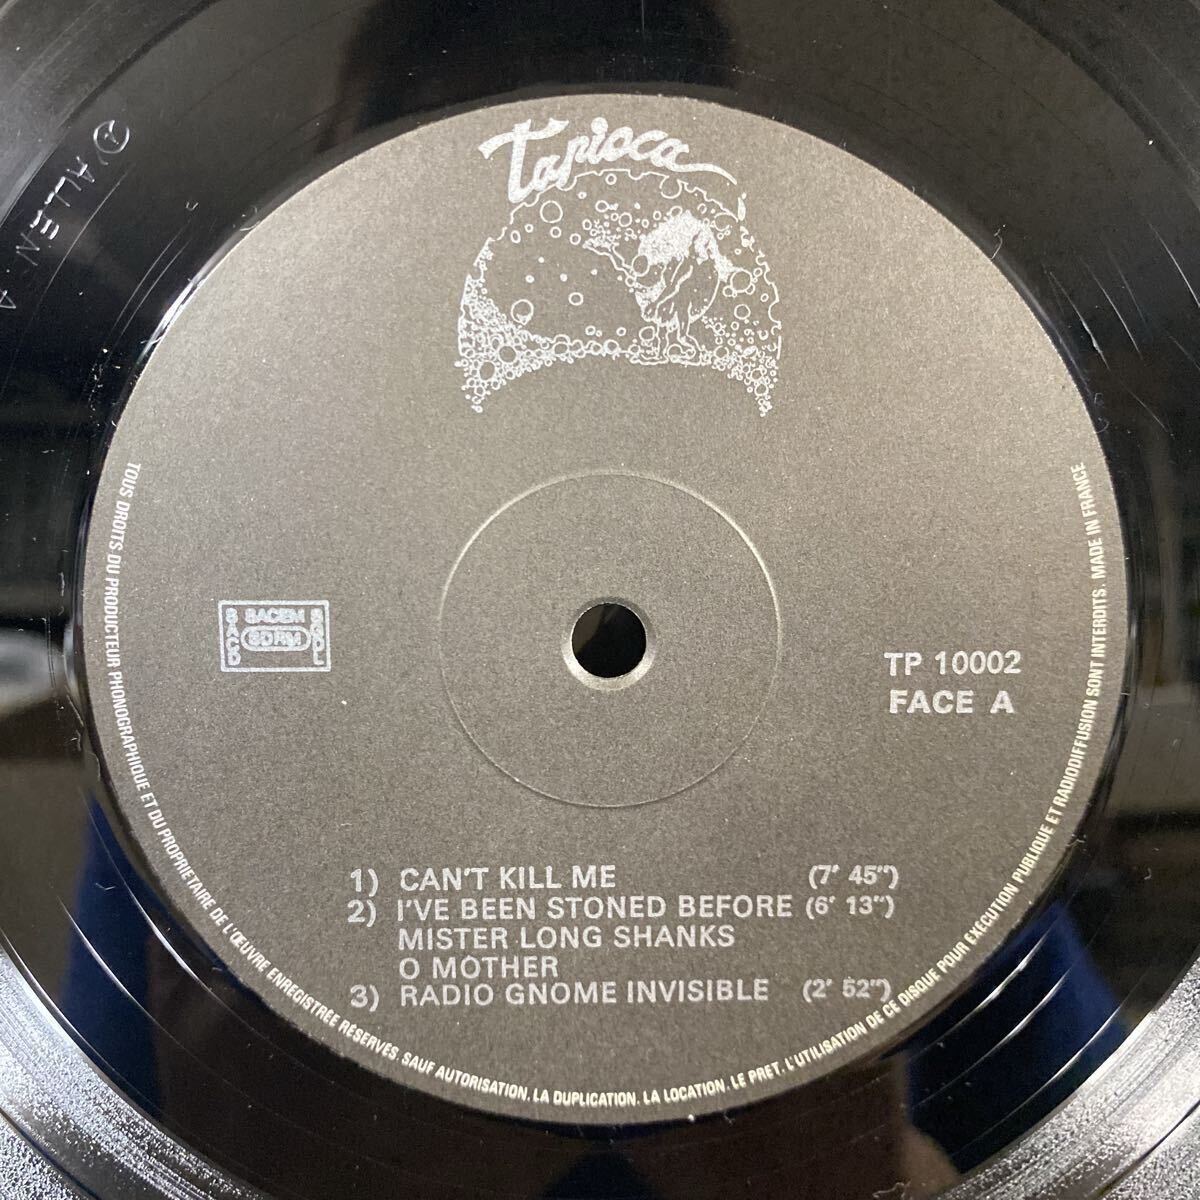 Tapioca
D'ALLEN A
SACEM
SACD
SDRM
SGDL
TP 10002
FACE A
1) CAN'T KILL ME (7' 45")
2) I'VE BEEN STONED BEFORE (6' 13")
MISTER LONG SHANKS
O MOTHER
3) RADIO GNOME INVISIBLE (2' 52")
TOUS DROITS DU PRODUCTEUR PHONOGRAPHIQUE ET DU PROPRIETAIRE DE L'ŒUVRE ENREGISTRÉE RÉSERVÉS. SAUF AUTORISATION, LA DUPLICATION, LA LOCATION, LE PRET, L'UTILISATION DE CE DISQUE POUR EXECUTION PUBLIQUE ET RADIODIFFUSION SONT INTERDITS. MADE IN FRANCE